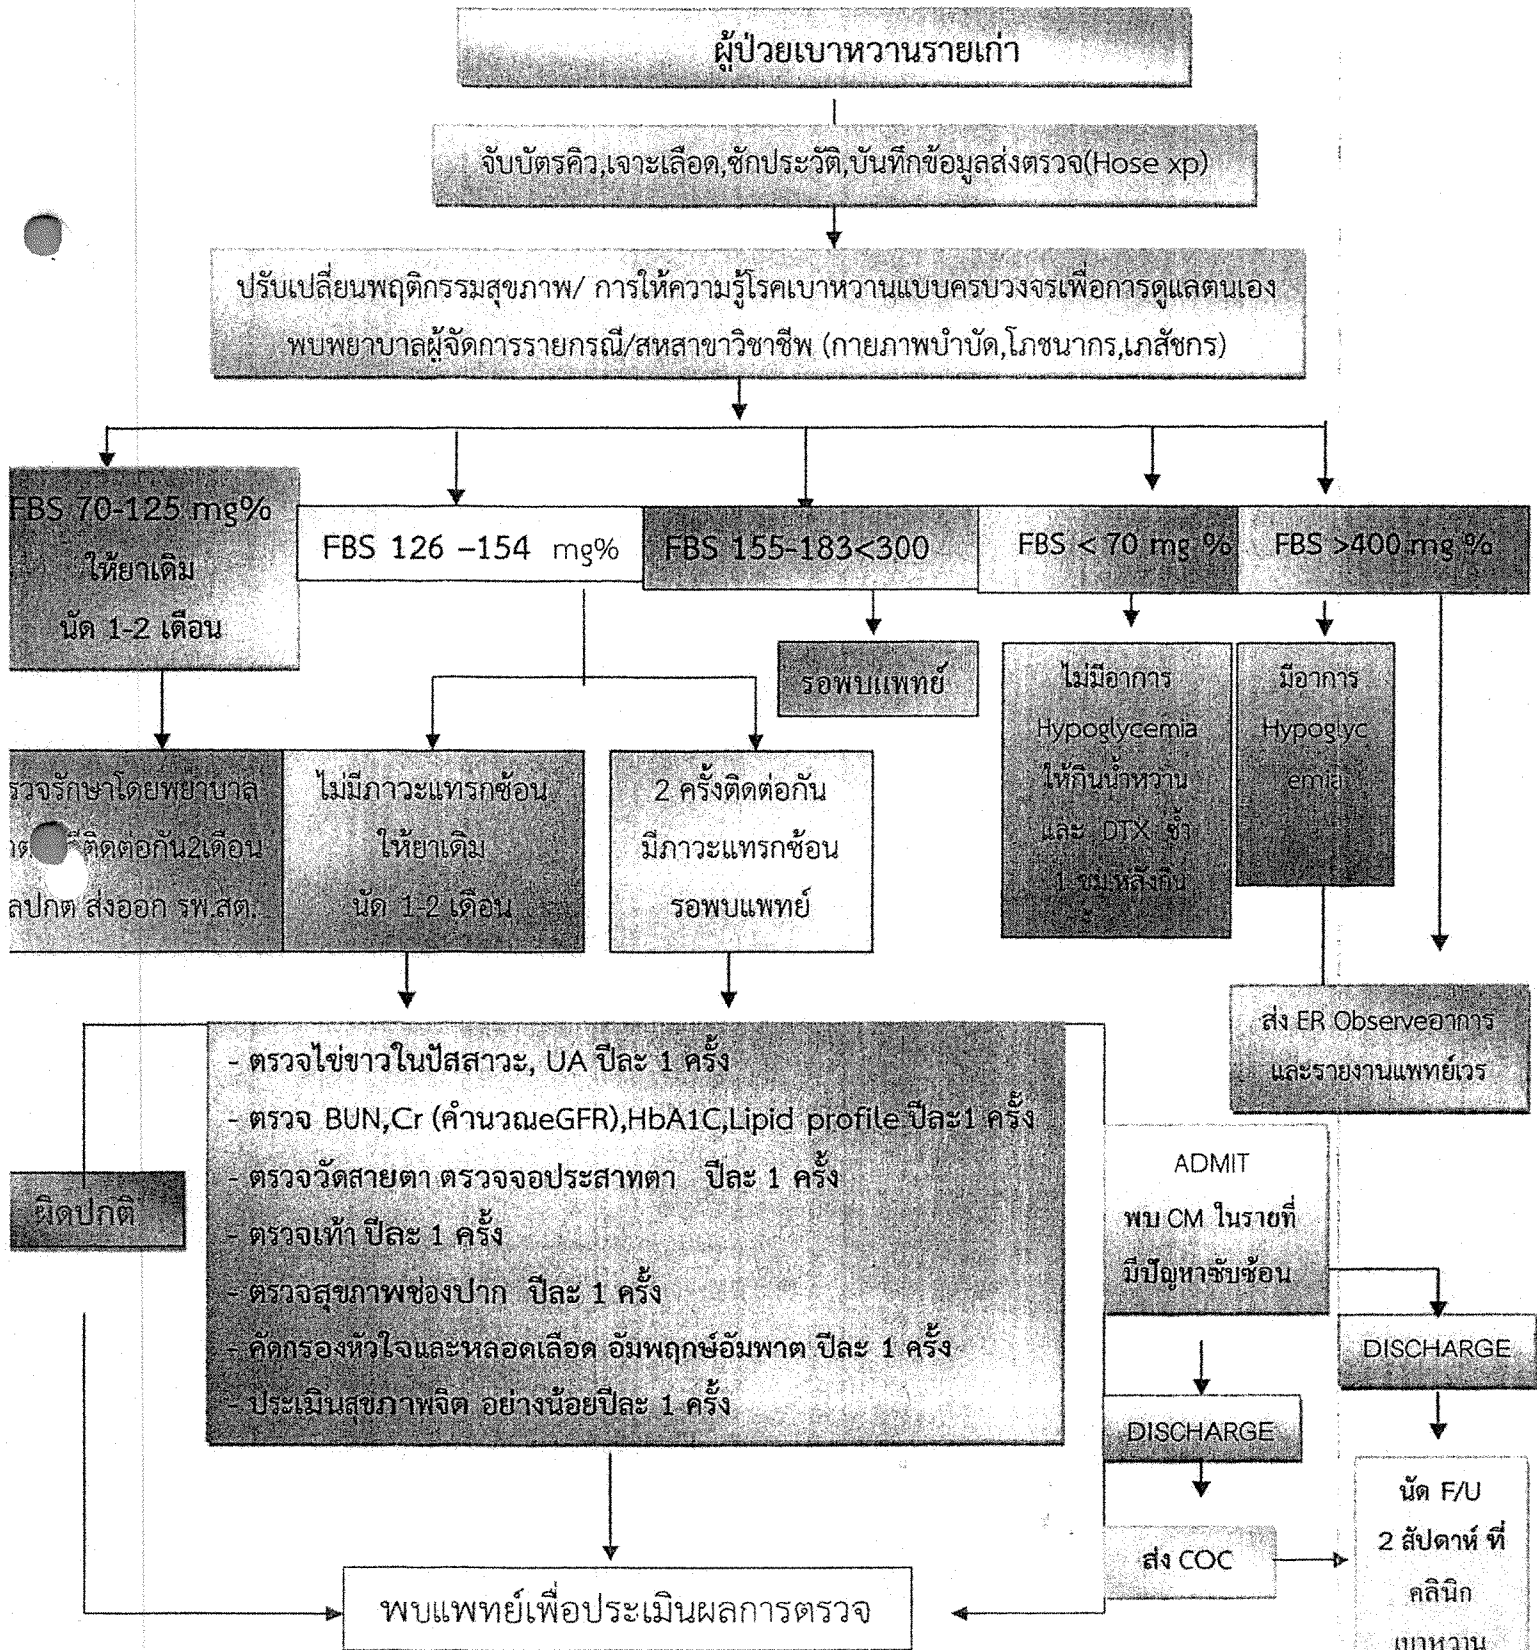 ผู้ป่วยเบาหวานรายเก่า
จับบัตรคิว,เจาะเลือด,ซักประวัติ,บันทึกข้อมูลส่งตรวจ(Hose xp)
ปรับเปลี่ยนพฤติกรรมสุขภาพ/ การให้ความรู้โรคเบาหวานแบบครบวงจรเพื่อการดูแลตนเอง
พบพยาบาลผู้จัดการรายกรณี/สหสาขาวิชาชีพ (กายภาพบำบัด,โภชนากร,เภสัชกร)
FBS 70-125 mg%
ให้ยาเดิม
นัด 1-2 เดือน
FBS 126 –154 mg%
FBS 155-183<300
FBS < 70 mg %
FBS >400 mg %
รอพบแพทย์
ไม่มีอาการ
Hypoglycemia
ให้กินน้ำหวาน
และ DTX ซ้ำ
1 ชม.หลังกิน
มีอาการ
Hypoglyc
emia
รวจรักษาโดยพยาบาล
ติดต่อกัน2เดือน
ลปกต ส่งออก รพ.สต.
ไม่มีภาวะแทรกซ้อน
ให้ยาเดิม
นัด 1-2 เดือน
2 ครั้งติดต่อกัน
มีภาวะแทรกซ้อน
รอพบแพทย์
ส่ง ER Observeอาการ
และรายงานแพทย์เวร
- ตรวจไข่ขาวในปัสสาวะ, UA ปีละ 1 ครั้ง
- ตรวจ BUN,Cr (คำนวณeGFR),HbA1C,Lipid profile ปีละ1 ครั้ง
- ตรวจวัดสายตา ตรวจจอประสาทตา ปีละ 1 ครั้ง
- ตรวจเท้า ปีละ 1 ครั้ง
- ตรวจสุขภาพช่องปาก ปีละ 1 ครั้ง
- คัดกรองหัวใจและหลอดเลือด อัมพฤกษ์อัมพาต ปีละ 1 ครั้ง
- ประเมินสุขภาพจิต อย่างน้อยปีละ 1 ครั้ง
ผิดปกติ
ADMIT
พบ CM ในรายที่
มีปัญหาซับซ้อน
DISCHARGE
DISCHARGE
ส่ง COC
นัด F/U
2 สัปดาห์ ที่
คลินิก
เบาหวาน
พบแพทย์เพื่อประเมินผลการตรวจ